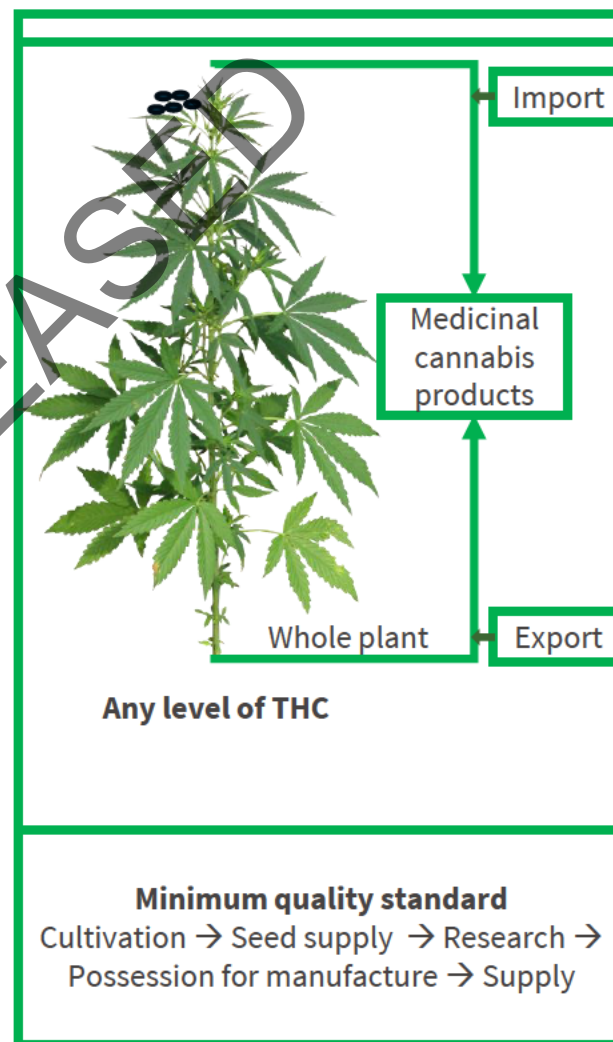 Import
Medicinal
cannabis
products
Whole plant
Export
Any level of THC
Minimum quality standard
Cultivation → Seed supply → Research →
Possession for manufacture → Supply
EASED